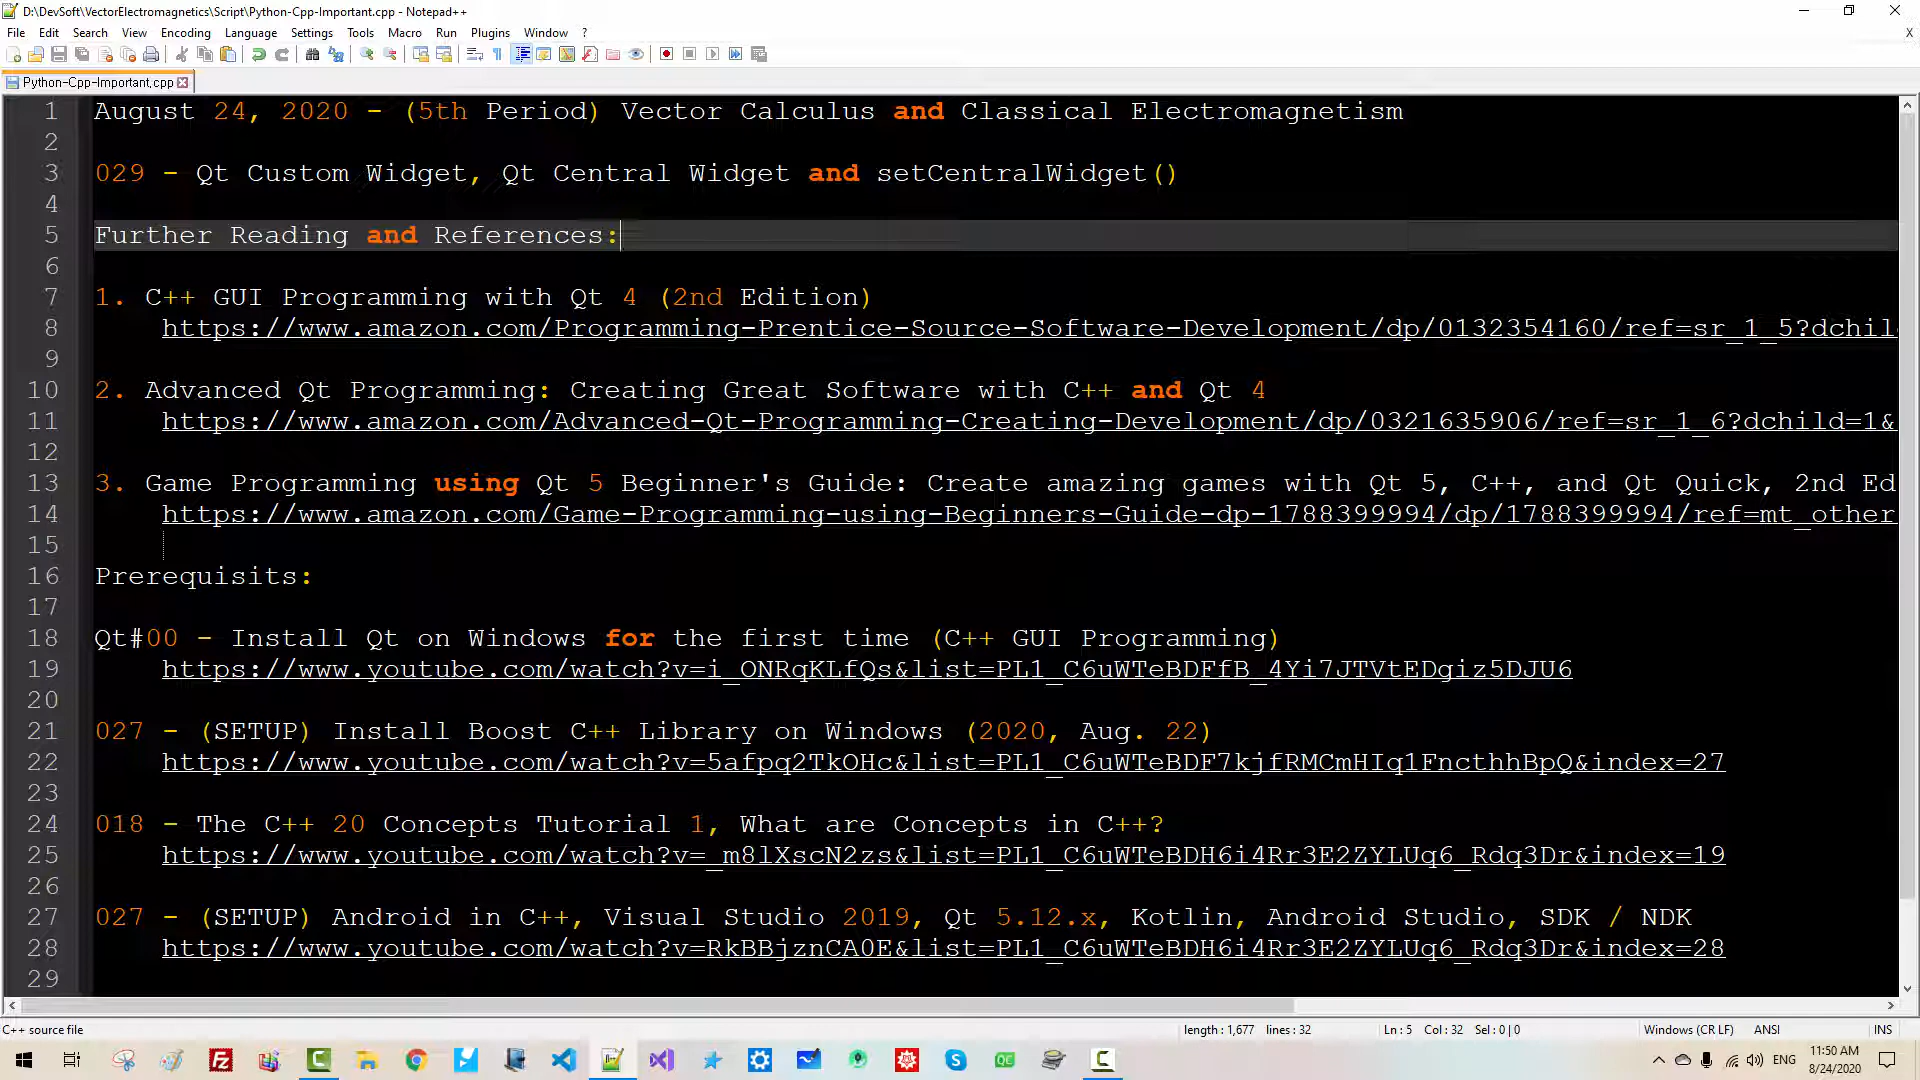 D:\DevSoft\VectorElectromagnetics\Script\Python-Cpp-Important.cpp - Notepad++
File Edit Search View Encoding Language Settings Tools Macro Run Plugins Window ? X
Python-Cpp-Important.cpp
1 August 24, 2020 - (5th Period) Vector Calculus and Classical Electromagnetism
2
3 029 - Qt Custom Widget, Qt Central Widget and setCentralWidget()
4
5 Further Reading and References:
6
7 1. C++ GUI Programming with Qt 4 (2nd Edition)
8 https://www.amazon.com/Programming-Prentice-Source-Software-Development/dp/0132354160/ref=sr_1_5?dchil
9
10 2. Advanced Qt Programming: Creating Great Software with C++ and Qt 4
11 https://www.amazon.com/Advanced-Qt-Programming-Creating-Development/dp/0321635906/ref=sr_1_6?dchild=1&
12
13 3. Game Programming using Qt 5 Beginner's Guide: Create amazing games with Qt 5, C++, and Qt Quick, 2nd Ed
14 https://www.amazon.com/Game-Programming-using-Beginners-Guide-dp-1788399994/dp/1788399994/ref=mt_other
15
16 Prerequisits:
17
18 Qt#00 - Install Qt on Windows for the first time (C++ GUI Programming)
19 https://www.youtube.com/watch?v=i_ONRqKLfQs&list=PL1_C6uWTeBDFfB_4Yi7JTVtEDgiz5DJU6
20
21 027 - (SETUP) Install Boost C++ Library on Windows (2020, Aug. 22)
22 https://www.youtube.com/watch?v=5afpq2TkOHc&list=PL1_C6uWTeBDF7kjfRMCmHIq1FncthhBpQ&index=27
23
24 018 - The C++ 20 Concepts Tutorial 1, What are Concepts in C++?
25 https://www.youtube.com/watch?v=_m8lXscN2zs&list=PL1_C6uWTeBDH6i4Rr3E2ZYLUq6_Rdq3Dr&index=19
26
27 027 - (SETUP) Android in C++, Visual Studio 2019, Qt 5.12.x, Kotlin, Android Studio, SDK / NDK
28 https://www.youtube.com/watch?v=RkBBjznCA0E&list=PL1_C6uWTeBDH6i4Rr3E2ZYLUq6_Rdq3Dr&index=28
29
C++ source file length : 1,677 lines : 32 Ln : 5 Col : 32 Sel : 0 | 0 Windows (CR LF) ANSI INS
ENG 11:50 AM
8/24/2020